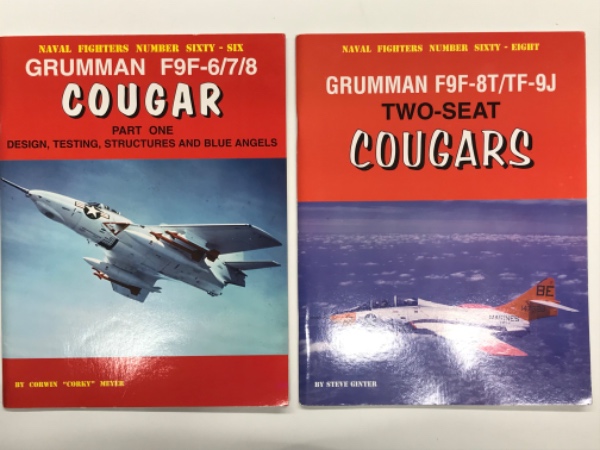 NAVAL FIGHTERS NUMBER SIXTY - SIX
GRUMMAN F9F-6/7/8
COUGAR
PART ONE
DESIGN, TESTING, STRUCTURES AND BLUE ANGELS
BY CORWIN "CORKY" MEYER
NAVAL FIGHTERS NUMBER SIXTY - EIGHT
GRUMMAN F9F-8T/TF-9J
TWO-SEAT
COUGARS
BE
MARINES
BY STEVE GINTER